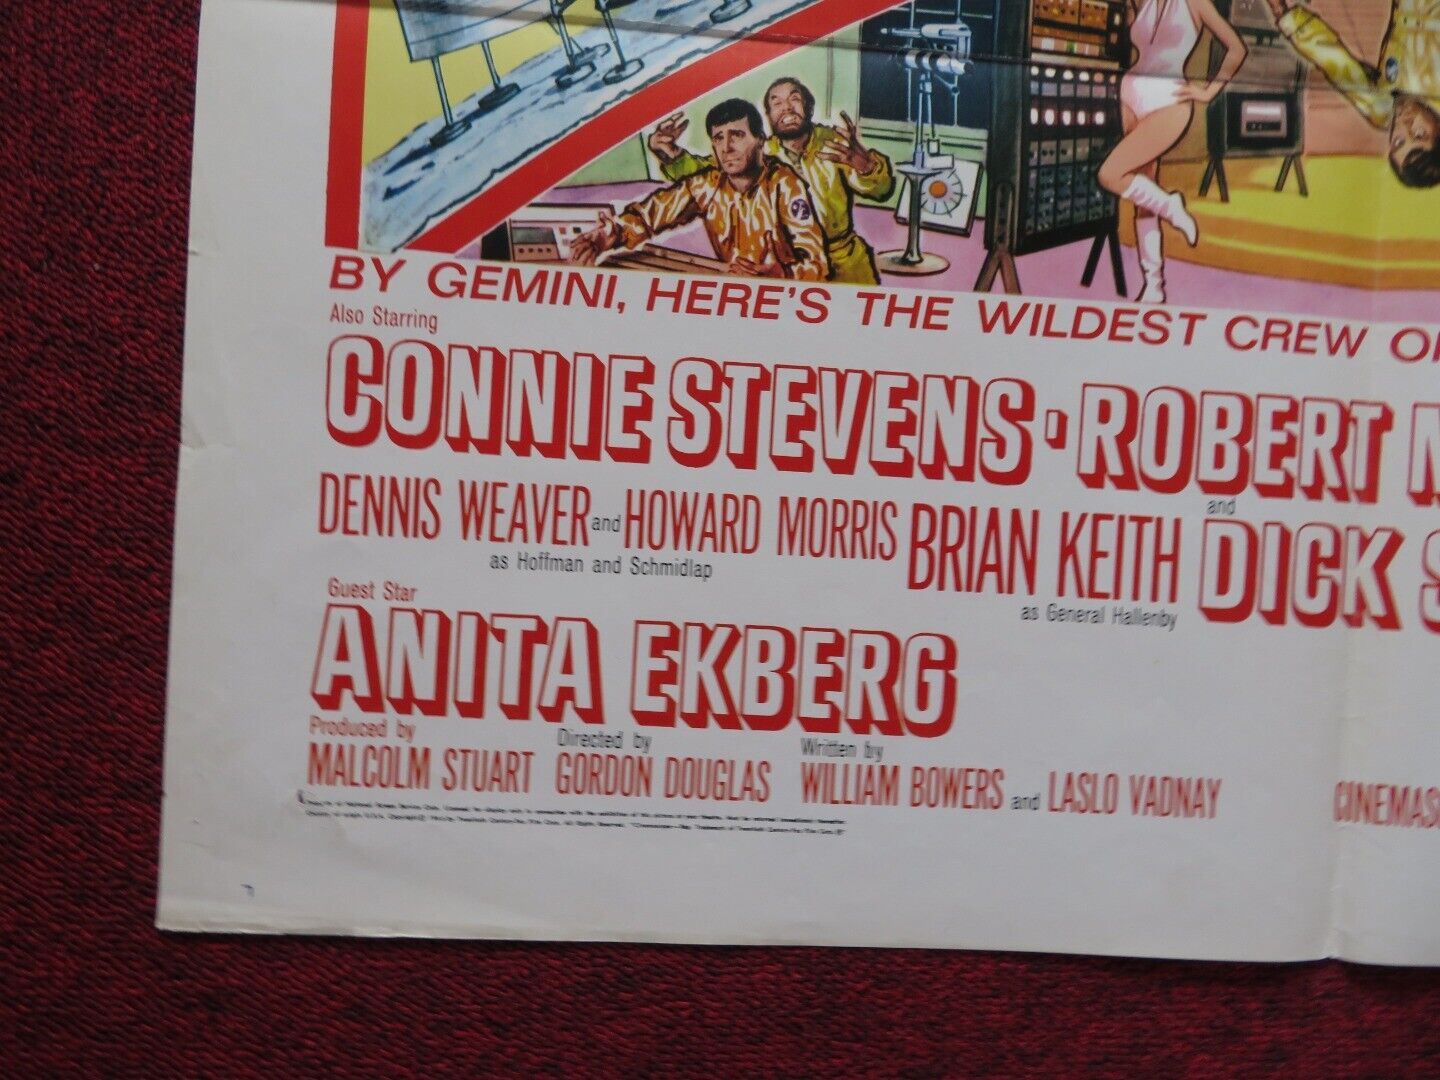 BY GEMINI, HERE'S THE WILDEST CREW
Also Starring
CONNIE STEVENS · ROBERT
DENNIS WEAVER and HOWARD MORRIS BRIAN KEITH and DICK
as Hoffman and Schmidlap
as General Hallenby
Guest Star
ANITA EKBERG
Produced by Directed by Written by
MALCOLM STUART GORDON DOUGLAS WILLIAM BOWERS and LASLO VADNAY